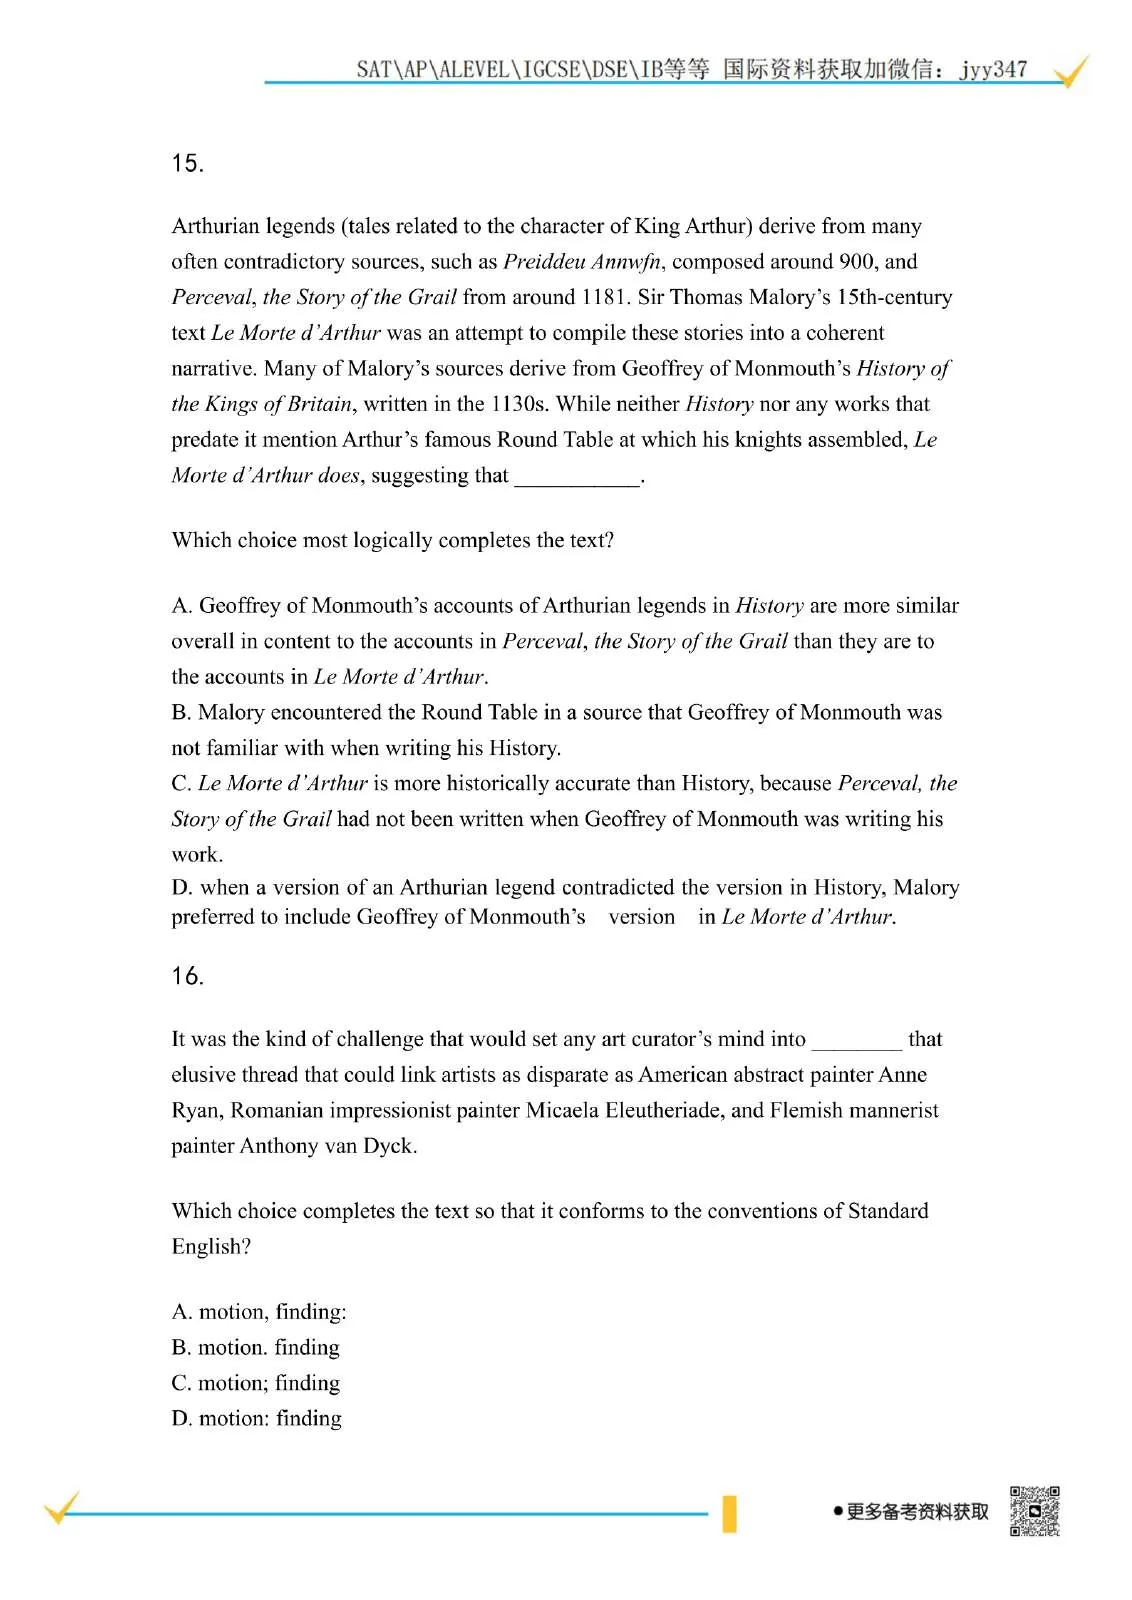 SAT\AP\ALEVEL\IGCSE\DSE\IB等等 国际资料获取加微信：jyy347
15.
Arthurian legends (tales related to the character of King Arthur) derive from many
often contradictory sources, such as Preiddeu Annwfn, composed around 900, and
Perceval, the Story of the Grail from around 1181. Sir Thomas Malory’s 15th-century
text Le Morte d’Arthur was an attempt to compile these stories into a coherent
narrative. Many of Malory’s sources derive from Geoffrey of Monmouth’s History of
the Kings of Britain, written in the 1130s. While neither History nor any works that
predate it mention Arthur’s famous Round Table at which his knights assembled, Le
Morte d’Arthur does, suggesting that ___________.
Which choice most logically completes the text?
A. Geoffrey of Monmouth’s accounts of Arthurian legends in History are more similar
overall in content to the accounts in Perceval, the Story of the Grail than they are to
the accounts in Le Morte d’Arthur.
B. Malory encountered the Round Table in a source that Geoffrey of Monmouth was
not familiar with when writing his History.
C. Le Morte d’Arthur is more historically accurate than History, because Perceval, the
Story of the Grail had not been written when Geoffrey of Monmouth was writing his
work.
D. when a version of an Arthurian legend contradicted the version in History, Malory
preferred to include Geoffrey of Monmouth’s version in Le Morte d’Arthur.
16.
It was the kind of challenge that would set any art curator’s mind into ________ that
elusive thread that could link artists as disparate as American abstract painter Anne
Ryan, Romanian impressionist painter Micaela Eleutheriade, and Flemish mannerist
painter Anthony van Dyck.
Which choice completes the text so that it conforms to the conventions of Standard
English?
A. motion, finding:
B. motion. finding
C. motion; finding
D. motion: finding
●更多备考资料获取